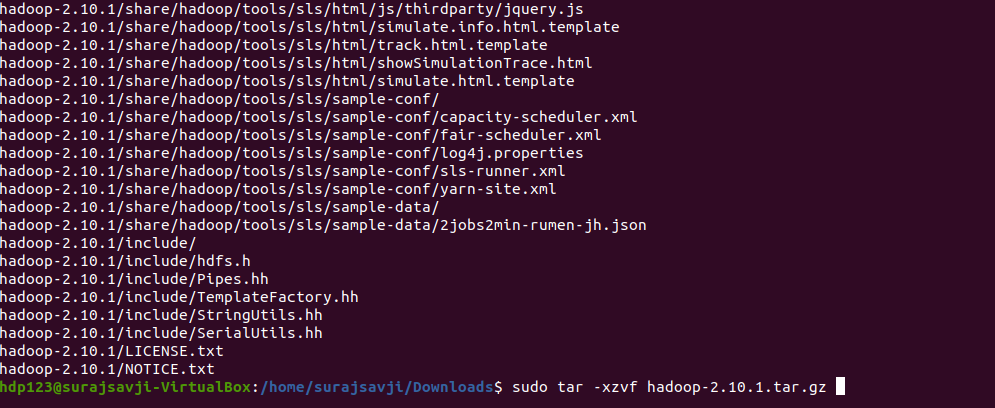 hadoop-2.10.1/share/hadoop/tools/sls/html/js/thirdparty/jquery.js
hadoop-2.10.1/share/hadoop/tools/sls/html/simulate.info.html.template
hadoop-2.10.1/share/hadoop/tools/sls/html/track.html.template
hadoop-2.10.1/share/hadoop/tools/sls/html/showSimulationTrace.html
hadoop-2.10.1/share/hadoop/tools/sls/html/simulate.html.template
hadoop-2.10.1/share/hadoop/tools/sls/sample-conf/
hadoop-2.10.1/share/hadoop/tools/sls/sample-conf/capacity-scheduler.xml
hadoop-2.10.1/share/hadoop/tools/sls/sample-conf/fair-scheduler.xml
hadoop-2.10.1/share/hadoop/tools/sls/sample-conf/log4j.properties
hadoop-2.10.1/share/hadoop/tools/sls/sample-conf/sls-runner.xml
hadoop-2.10.1/share/hadoop/tools/sls/sample-conf/yarn-site.xml
hadoop-2.10.1/share/hadoop/tools/sls/sample-data/
hadoop-2.10.1/share/hadoop/tools/sls/sample-data/2jobs2min-rumen-jh.json
hadoop-2.10.1/include/
hadoop-2.10.1/include/hdfs.h
hadoop-2.10.1/include/Pipes.hh
hadoop-2.10.1/include/TemplateFactory.hh
hadoop-2.10.1/include/StringUtils.hh
hadoop-2.10.1/include/SerialUtils.hh
hadoop-2.10.1/LICENSE.txt
hadoop-2.10.1/NOTICE.txt
hdp123@surajsavji-VirtualBox:/home/surajsavji/Downloads$ sudo tar -xzvf hadoop-2.10.1.tar.gz